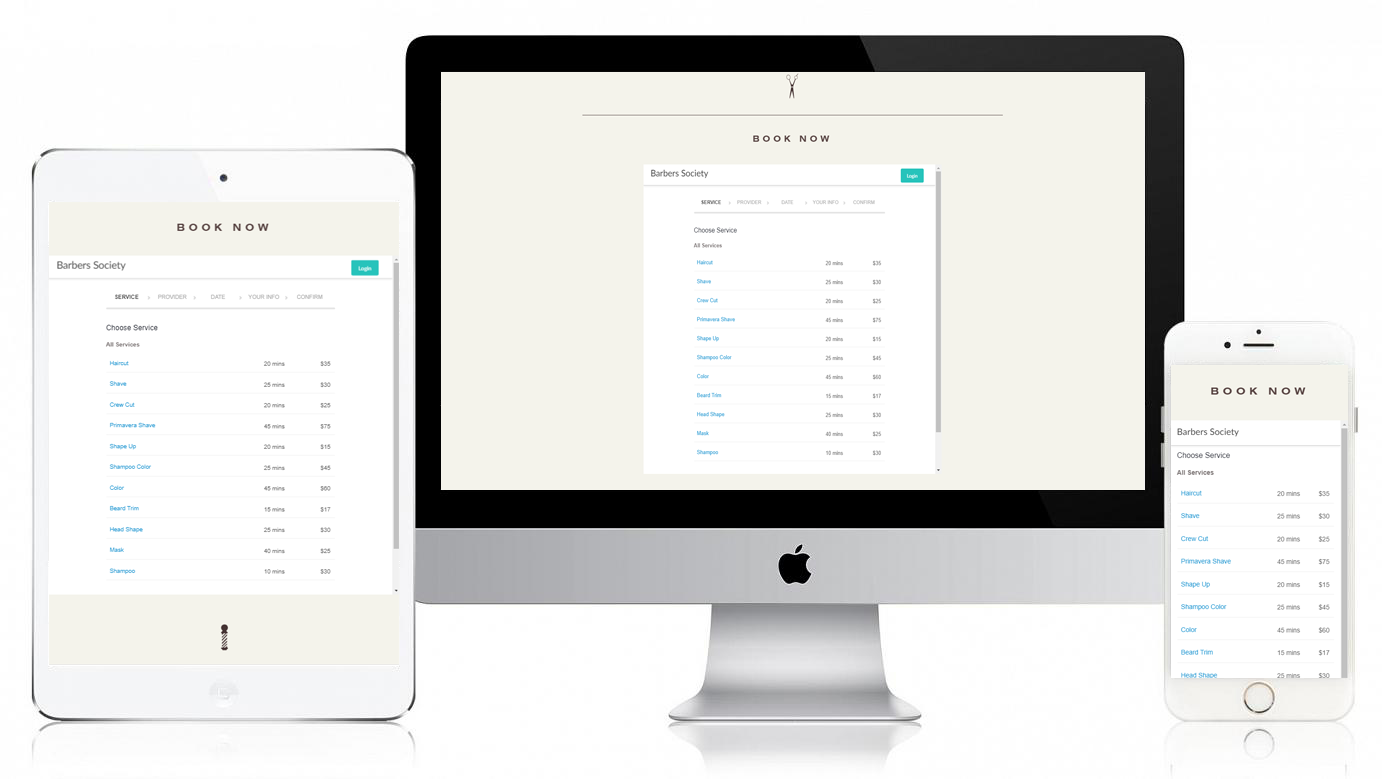 BOOK NOW
Barbers Society
Login
SERVICE › PROVIDER › DATE › YOUR INFO › CONFIRM
Choose Service
All Services
Haircut 20 mins $35
Shave 25 mins $30
Crew Cut 20 mins $25
Primavera Shave 45 mins $75
Shape Up 20 mins $15
Shampoo Color 25 mins $45
Color 45 mins $60
Beard Trim 15 mins $17
Head Shape 25 mins $30
Mask 40 mins $25
Shampoo 10 mins $30
BOOK NOW
Barbers Society
Login
SERVICE › PROVIDER › DATE › YOUR INFO › CONFIRM
Choose Service
All Services
Haircut 20 mins $35
Shave 25 mins $30
Crew Cut 20 mins $25
Primavera Shave 45 mins $75
Shape Up 20 mins $15
Shampoo Color 25 mins $45
Color 45 mins $60
Beard Trim 15 mins $17
Head Shape 25 mins $30
Mask 40 mins $25
Shampoo 10 mins $30
BOOK NOW
Barbers Society
Choose Service
All Services
Haircut 20 mins $35
Shave 25 mins $30
Crew Cut 20 mins $25
Primavera Shave 45 mins $75
Shape Up 20 mins $15
Shampoo Color 25 mins $45
Color 45 mins $60
Beard Trim 15 mins $17
Head Shape 25 mins $30